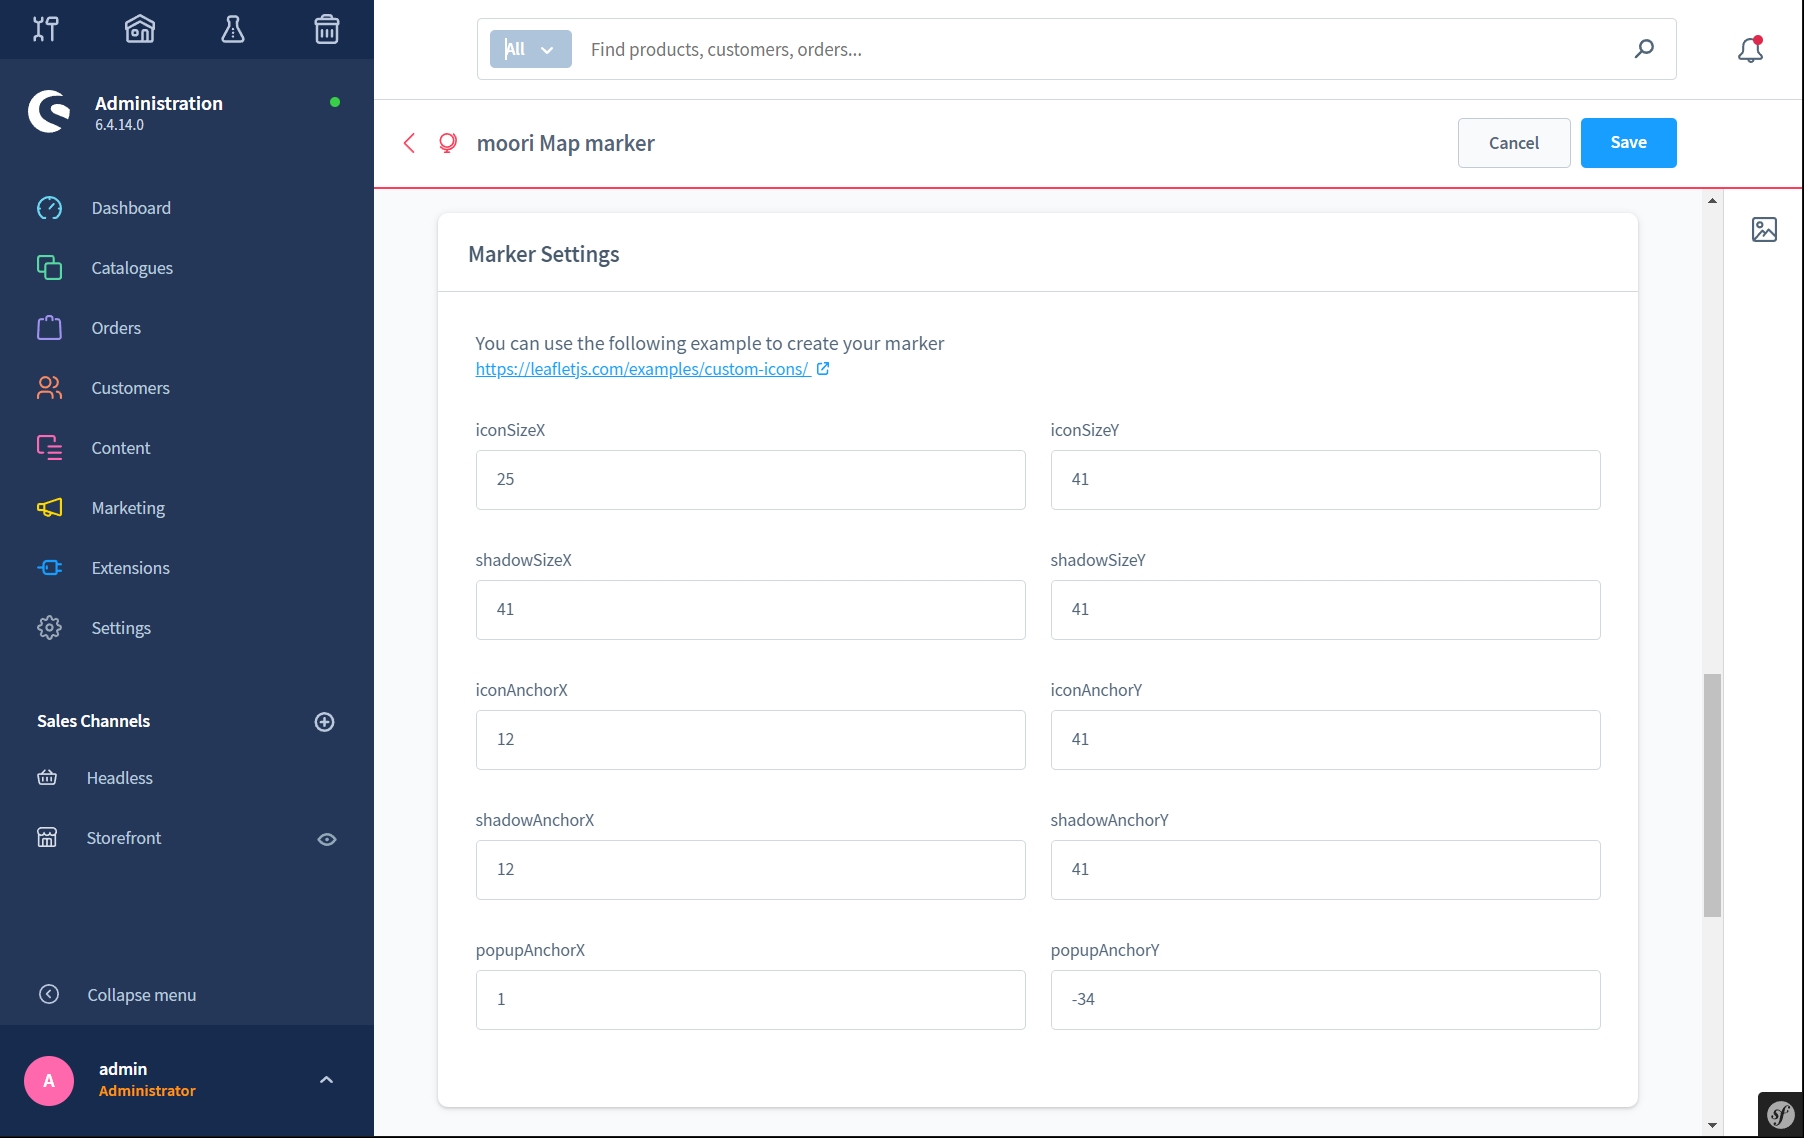 All
Find products, customers, orders...
Administration
6.4.14.0
moori Map marker
Cancel
Save
Dashboard
Catalogues
Orders
Customers
Content
Marketing
Extensions
Settings
Sales Channels
Headless
Storefront
Collapse menu
A
admin
Administrator
Marker Settings
You can use the following example to create your marker
https://leafletjs.com/examples/custom-icons/
iconSizeX
iconSizeY
25
41
shadowSizeX
shadowSizeY
41
41
iconAnchorX
iconAnchorY
12
41
shadowAnchorX
shadowAnchorY
12
41
popupAnchorX
popupAnchorY
1
-34
sf